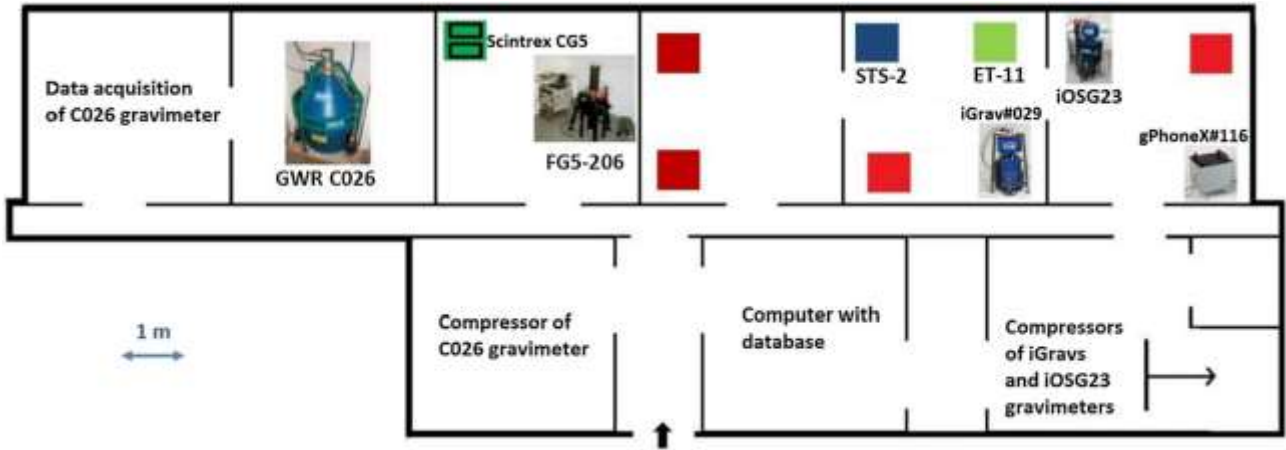 Data acquisition
of C026 gravimeter
GWR C026
Scintrex CG5
FG5-206
STS-2
ET-11
iGrav#029
iOSG23
gPhoneX#116
1 m
Compressor of
C026 gravimeter
Computer with
database
Compressors
of iGravs
and iOSG23
gravimeters